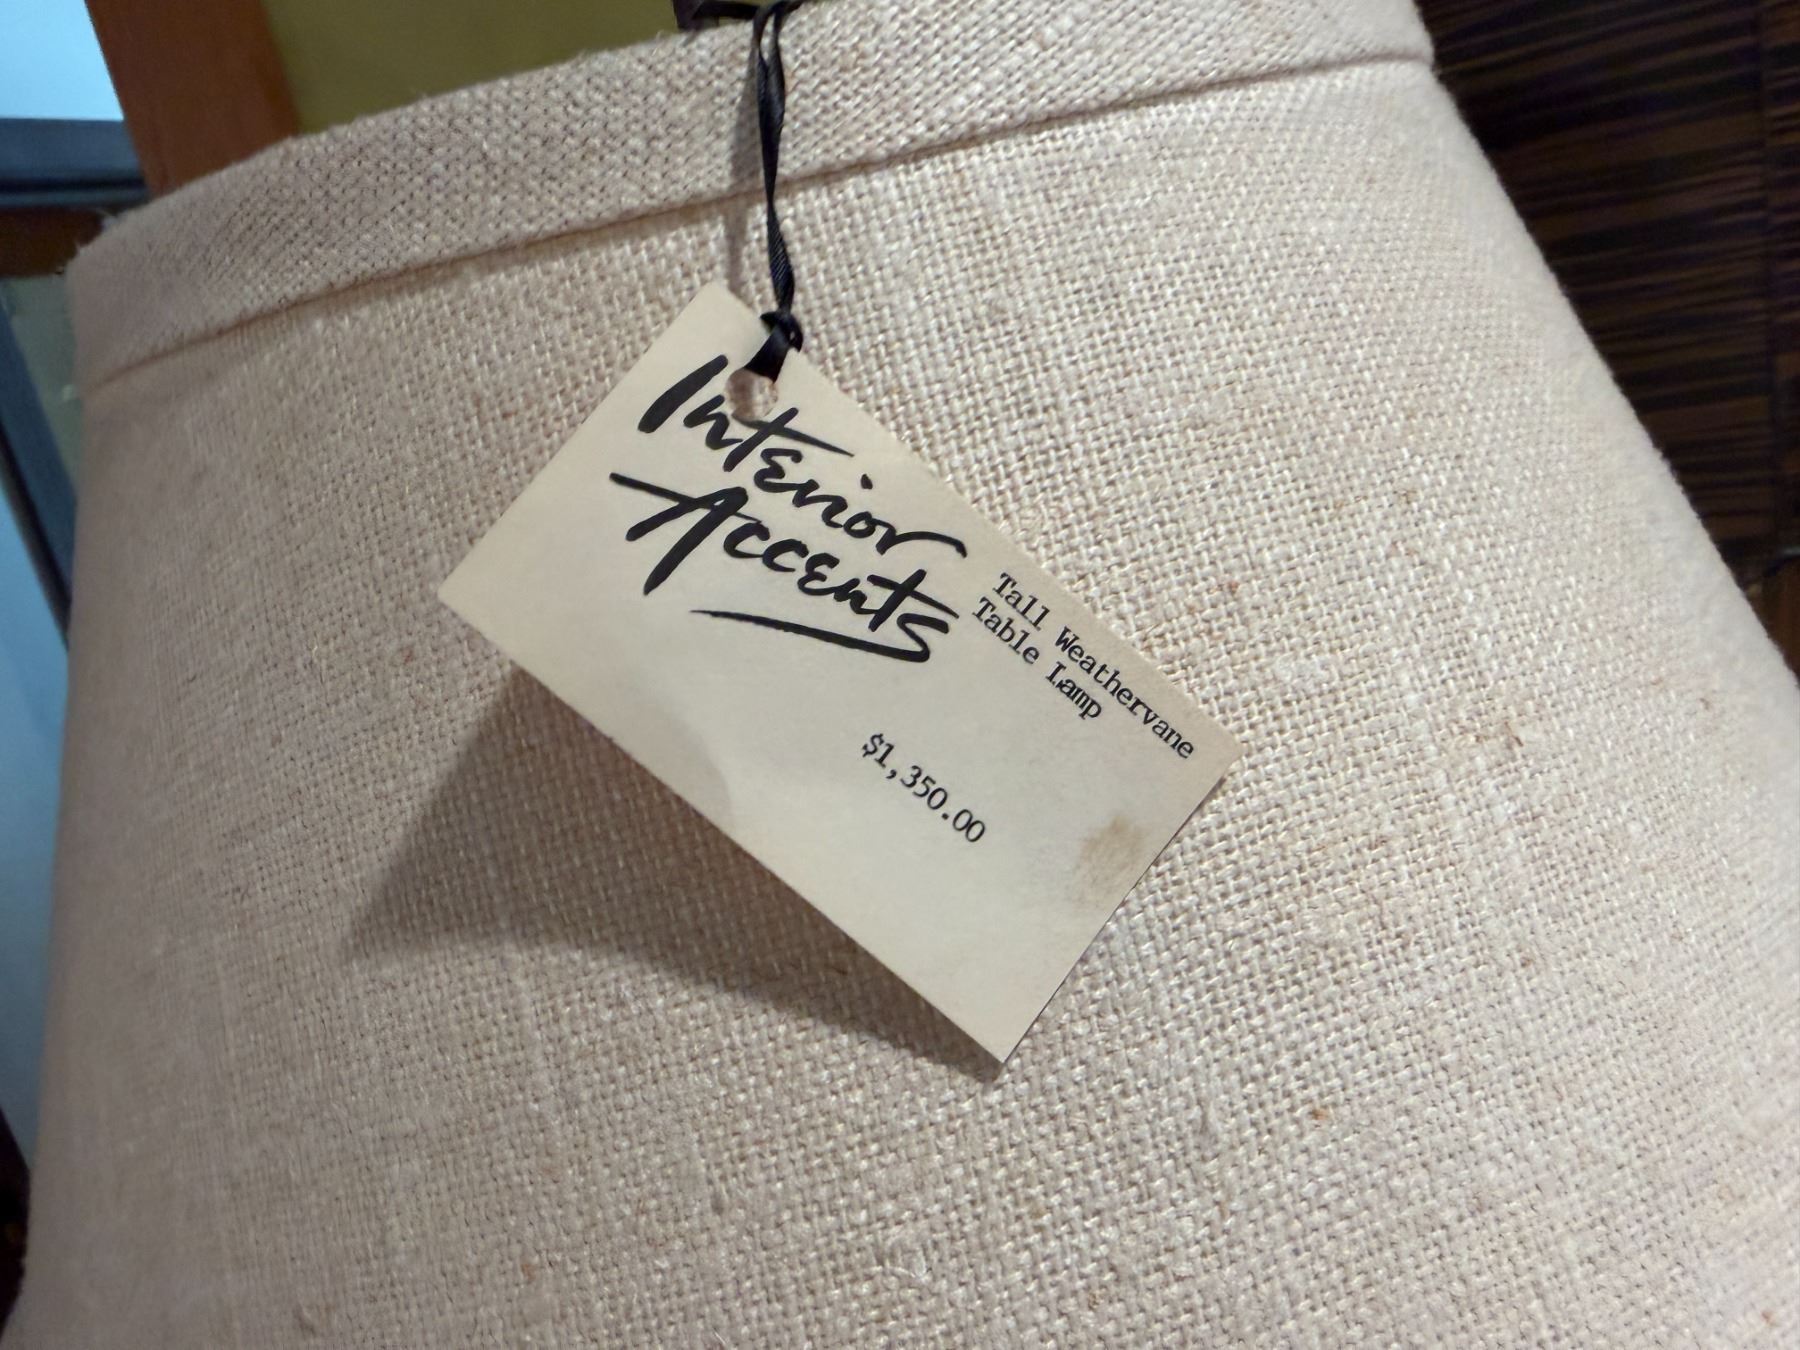 Interior
Accents
Tall Weathervane
Table Lamp
$1,350.00